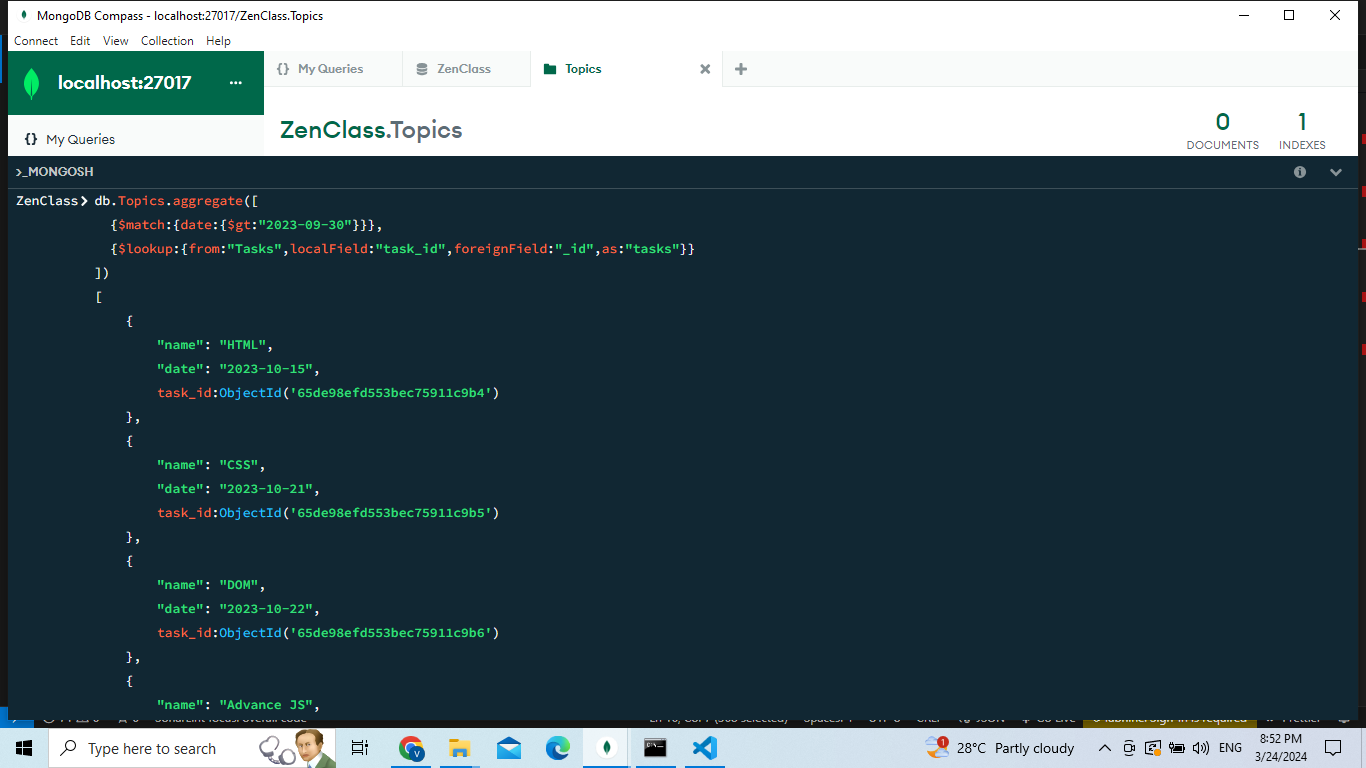 MongoDB Compass - localhost:27017/ZenClass.Topics
Connect Edit View Collection Help
localhost:27017 ...
{} My Queries ZenClass Topics
{} My Queries
ZenClass.Topics
0 1
DOCUMENTS INDEXES
>_MONGOSH
ZenClass> db.Topics.aggregate([
{$match:{date:{$gt:"2023-09-30"}}},
{$lookup:{from:"Tasks",localField:"task_id",foreignField:"_id",as:"tasks"}}
])
[
{
"name": "HTML",
"date": "2023-10-15",
task_id:ObjectId('65de98efd553bec75911c9b4')
},
{
"name": "CSS",
"date": "2023-10-21",
task_id:ObjectId('65de98efd553bec75911c9b5')
},
{
"name": "DOM",
"date": "2023-10-22",
task_id:ObjectId('65de98efd553bec75911c9b6')
},
{
"name": "Advance JS",
Type here to search
1 28°C Partly cloudy ENG
8:52 PM
3/24/2024